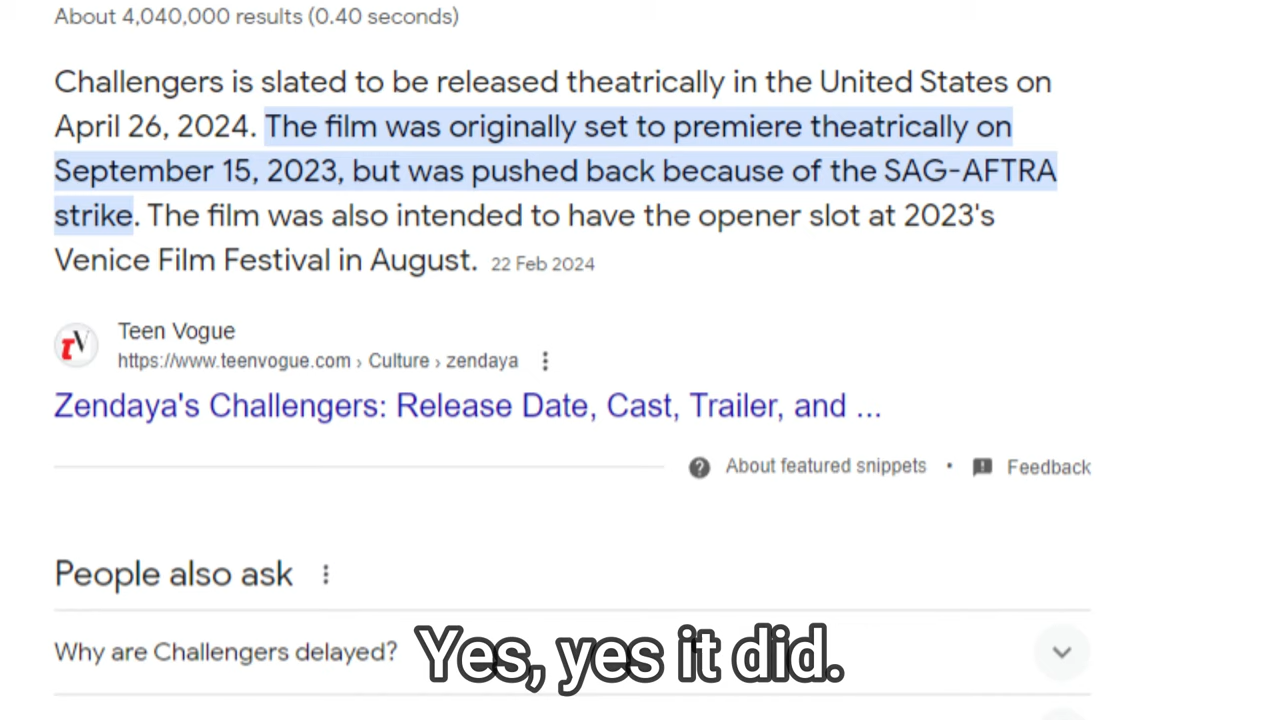 About 4,040,000 results (0.40 seconds)
Challengers is slated to be released theatrically in the United States on
April 26, 2024. The film was originally set to premiere theatrically on
September 15, 2023, but was pushed back because of the SAG-AFTRA
strike. The film was also intended to have the opener slot at 2023's
Venice Film Festival in August. 22 Feb 2024
TV Teen Vogue
https://www.teenvogue.com › Culture › zendaya
Zendaya's Challengers: Release Date, Cast, Trailer, and ...
About featured snippets • Feedback
People also ask
Why are Challengers delayed?
Yes, yes it did.